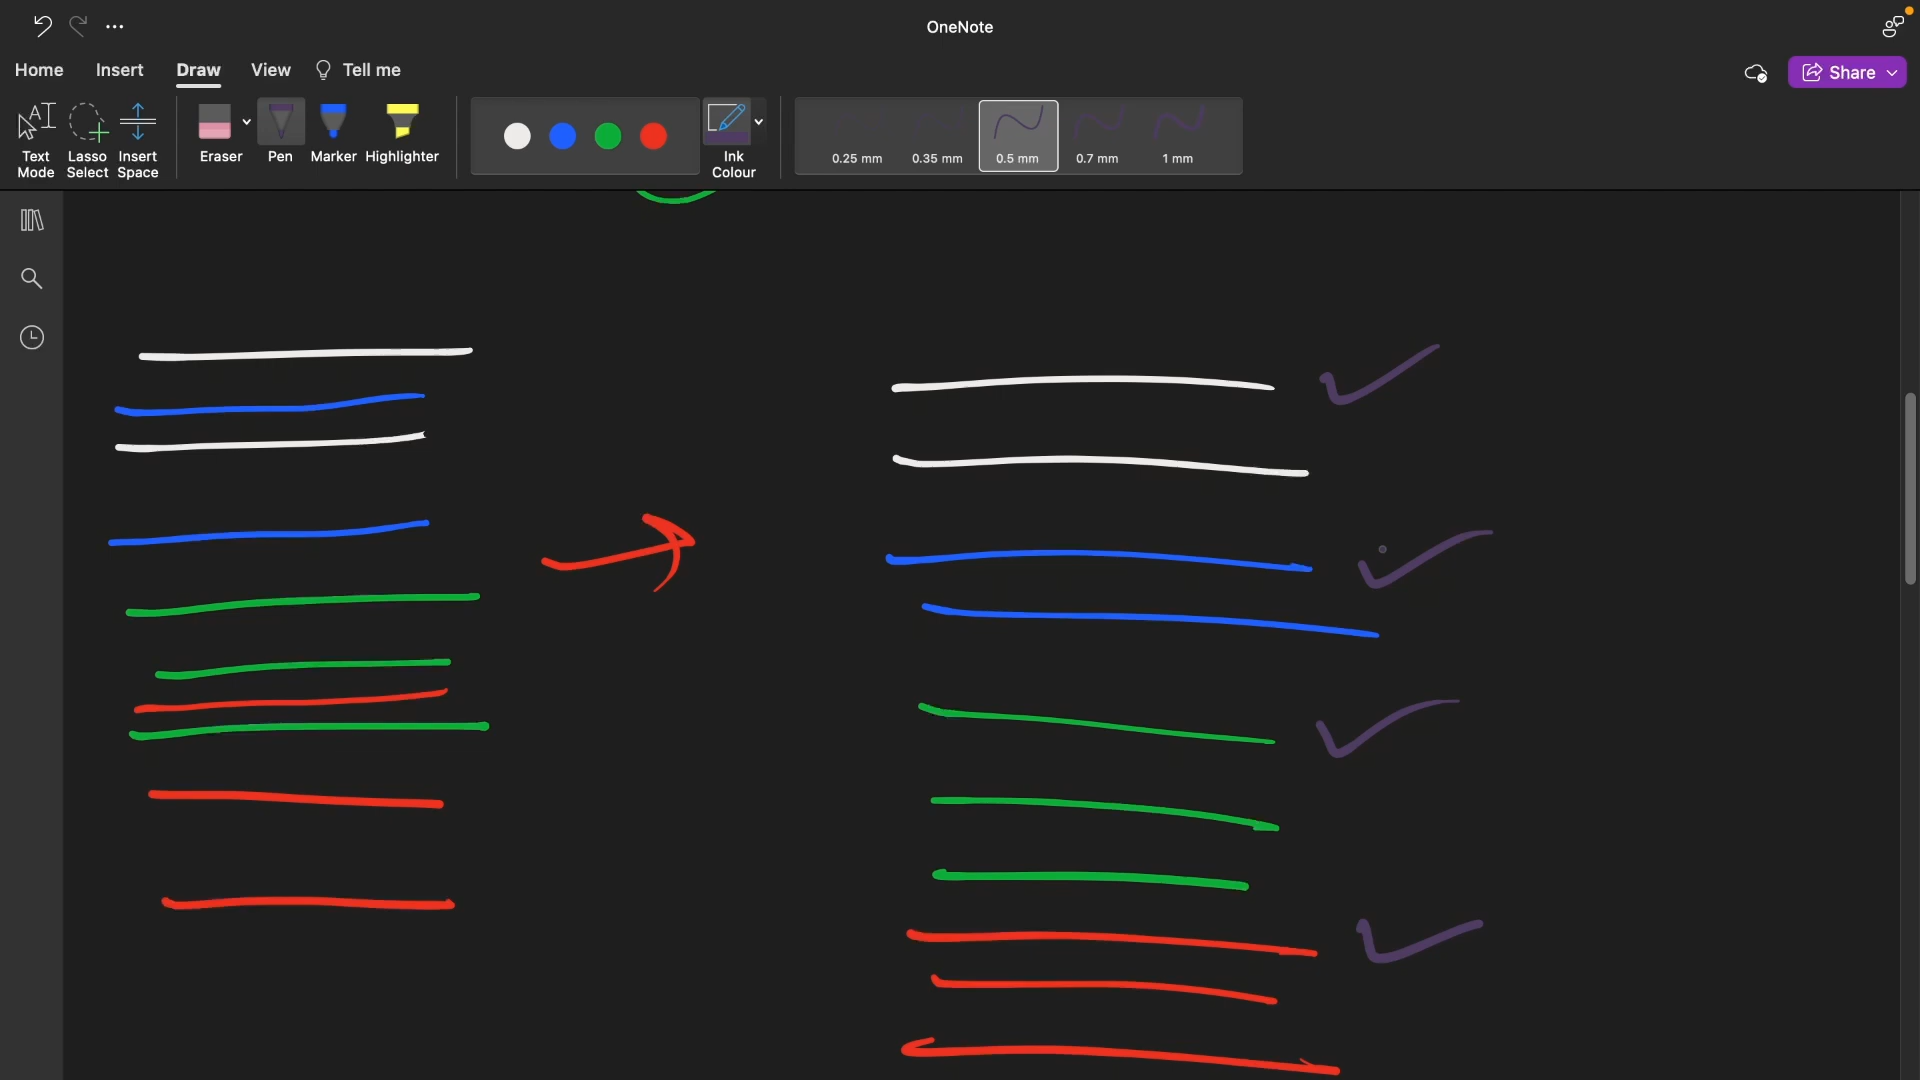 OneNote
Home Insert Draw View Tell me
Share
Text Mode
Lasso Select
Insert Space
Eraser
Pen
Marker
Highlighter
Ink Colour
0.25 mm
0.35 mm
0.5 mm
0.7 mm
1 mm